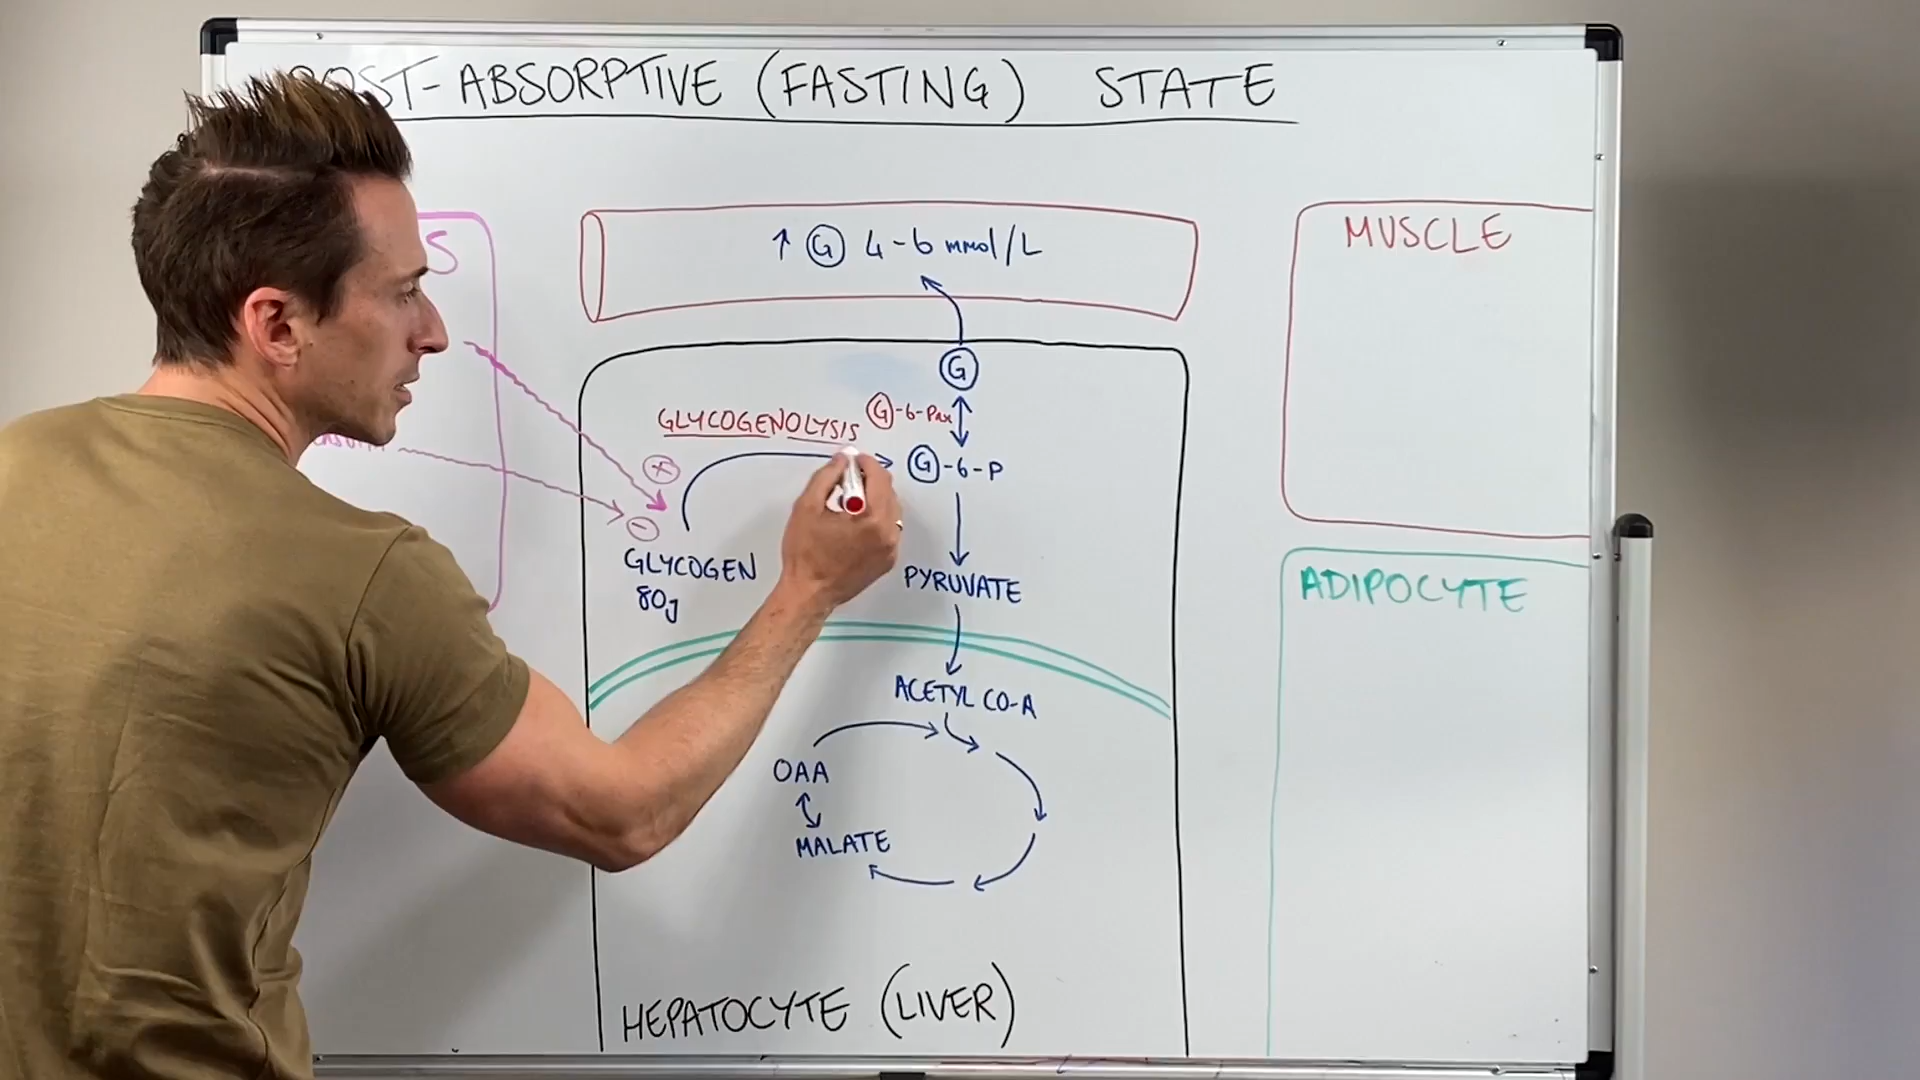 POST-ABSORPTIVE (FASTING) STATE
S
↑ G 4-6 mmol/L
G
GLYCOGENOLYSIS
G-6-Pase
+
G-6-P
-
GLYCOGEN
80g
PYRUVATE
ACETYL CO-A
OAA
MALATE
HEPATOCYTE (LIVER)
MUSCLE
ADIPOCYTE